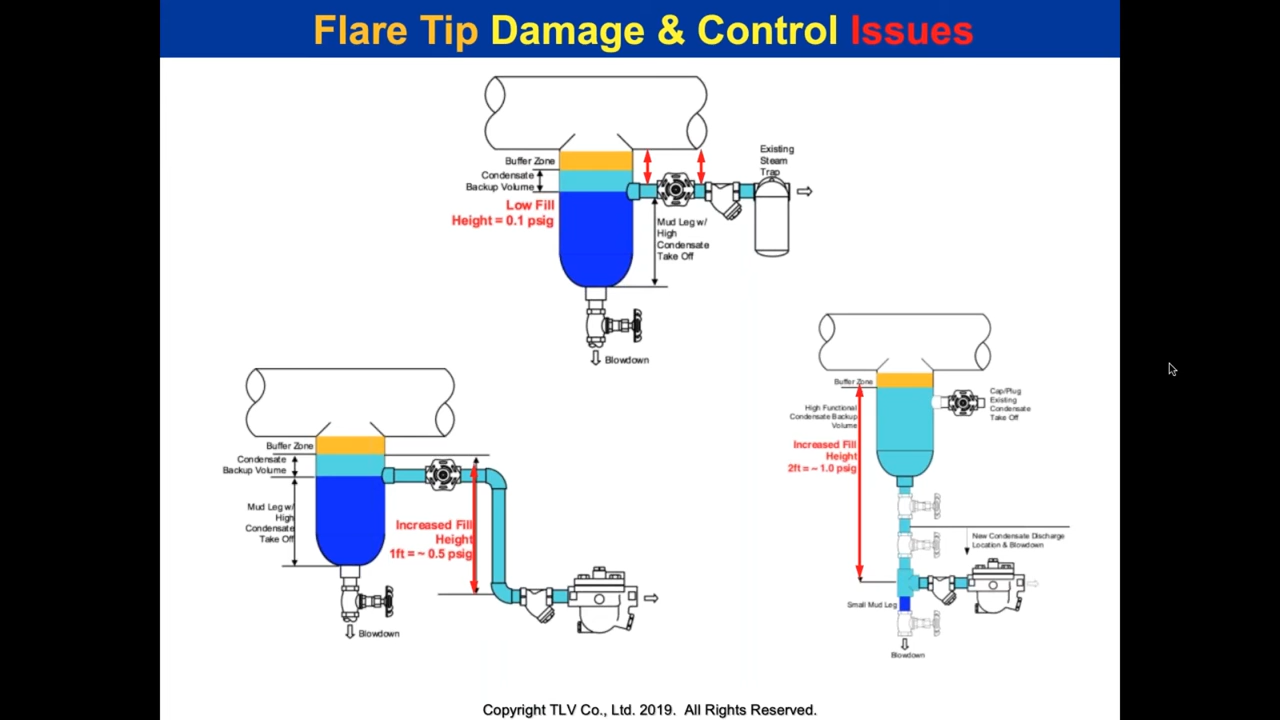 Flare Tip Damage & Control Issues
Buffer Zone
Condensate
Backup Volume
Low Fill
Height = 0.1 psig
Existing
Steam
Trap
Mud Leg w/
High
Condensate
Take Off
Blowdown
Buffer Zone
Condensate
Backup Volume
Mud Leg w/
High
Condensate
Take Off
Increased Fill
Height
1ft = ~ 0.5 psig
Blowdown
Buffer Zone
High Functional
Condensate Backup
Volume
Increased Fill
Height
2ft = ~ 1.0 psig
Cap/Plug
Existing
Condensate
Take Off
New Condensate Discharge
Location & Blowdown
Small Mud Leg
Blowdown
Copyright TLV Co., Ltd. 2019. All Rights Reserved.